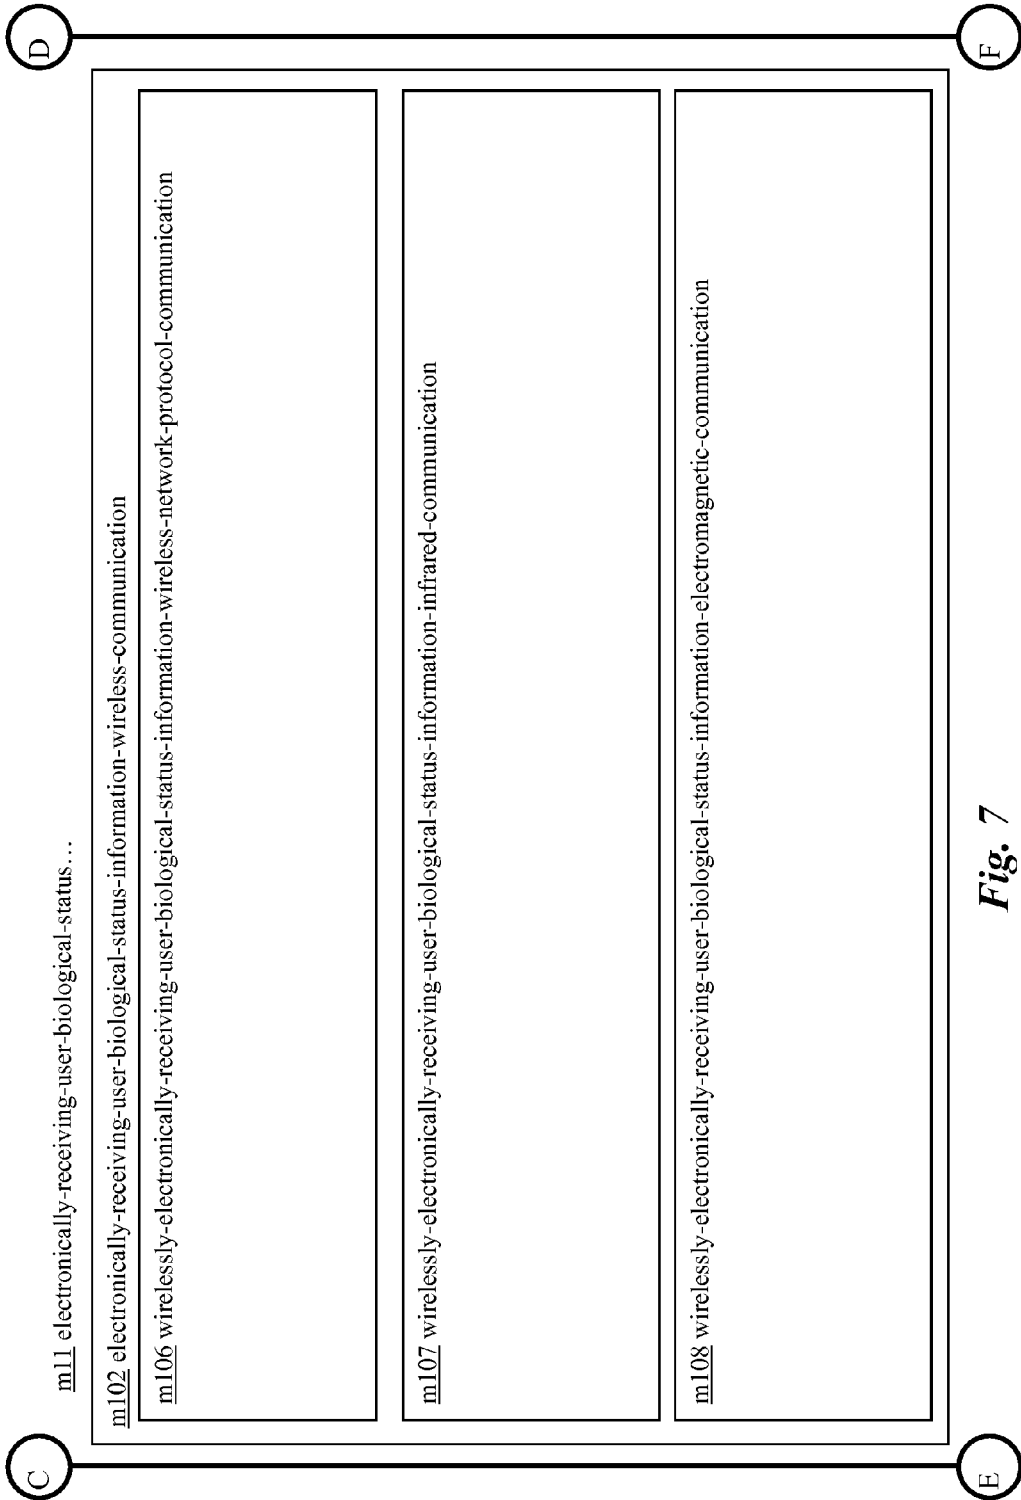 C
D
m11 electronically-receiving-user-biological-status…
m102 electronically-receiving-user-biological-status-information-wireless-communication
m106 wirelessly-electronically-receiving-user-biological-status-information-wireless-network-protocol-communication
m107 wirelessly-electronically-receiving-user-biological-status-information-infrared-communication
m108 wirelessly-electronically-receiving-user-biological-status-information-electromagnetic-communication
E
F
Fig. 7